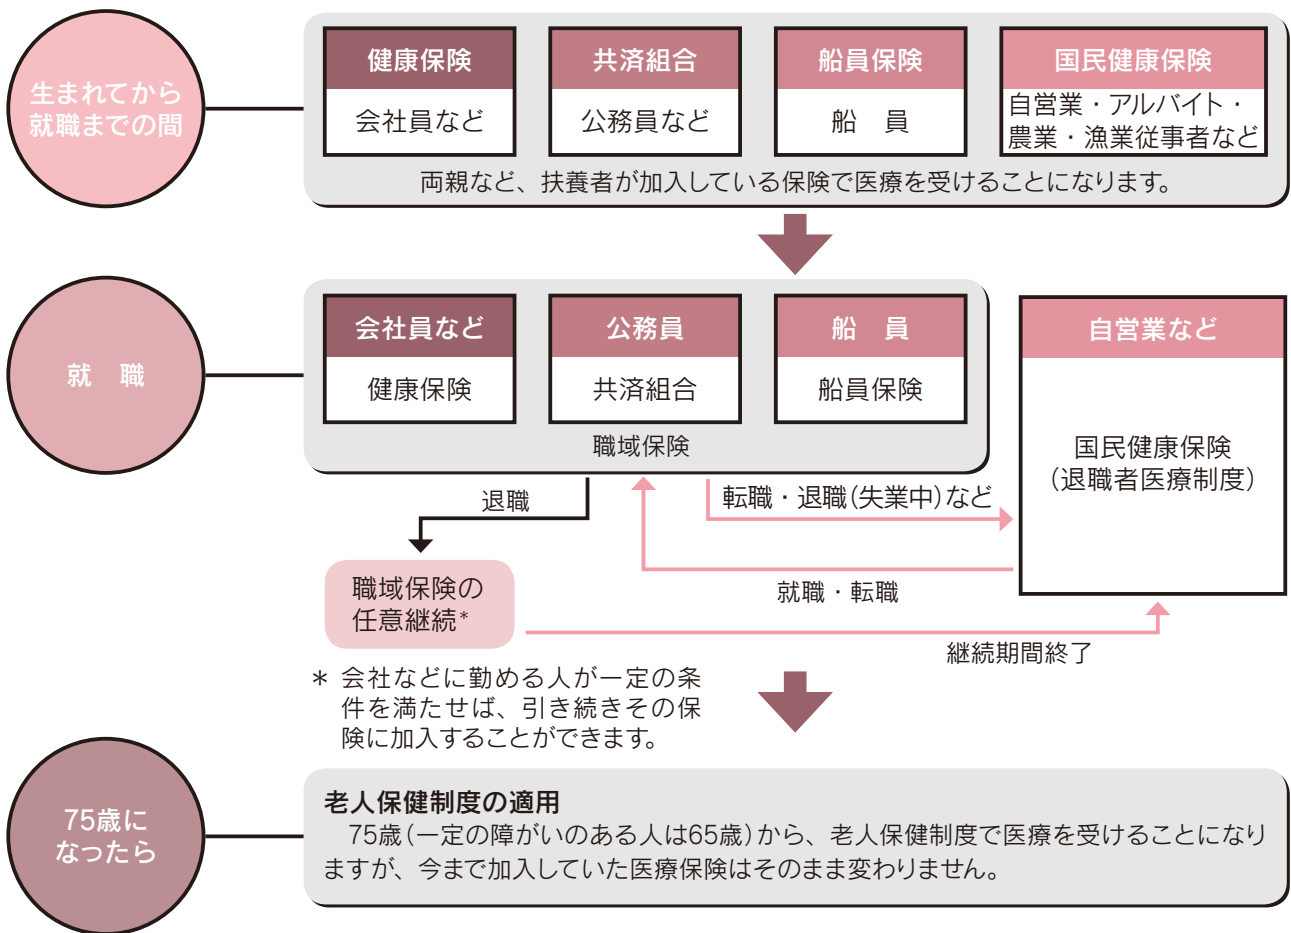 生まれてから
就職までの間
健康保険
会社員など
共済組合
公務員など
船員保険
船　員
国民健康保険
自営業・アルバイト・
農業・漁業従事者など
両親など、扶養者が加入している保険で医療を受けることになります。
就　職
会社員など
健康保険
公務員
共済組合
船　員
船員保険
職域保険
自営業など
国民健康保険
（退職者医療制度）
退職
転職・退職（失業中）など
就職・転職
職域保険の
任意継続*
継続期間終了
＊ 会社などに勤める人が一定の条
件を満たせば、引き続きその保
険に加入することができます。
75歳に
なったら
老人保健制度の適用
　75歳（一定の障がいのある人は65歳）から、老人保健制度で医療を受けることになり
ますが、今まで加入していた医療保険はそのまま変わりません。